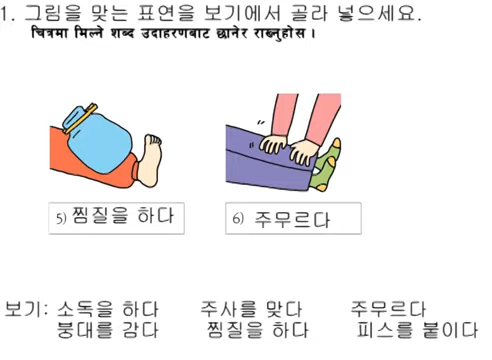 1. 그림을 맞는 표연을 보기에서 골라 넣으세요.
चित्रमा मिल्ने शब्द उदाहरणबाट छानेर राख्नुहोस ।
5) 찜질을 하다
6) 주무르다
보기: 소독을 하다 주사를 맞다 주무르다
붕대를 감다 찜질을 하다 피스를 붙이다